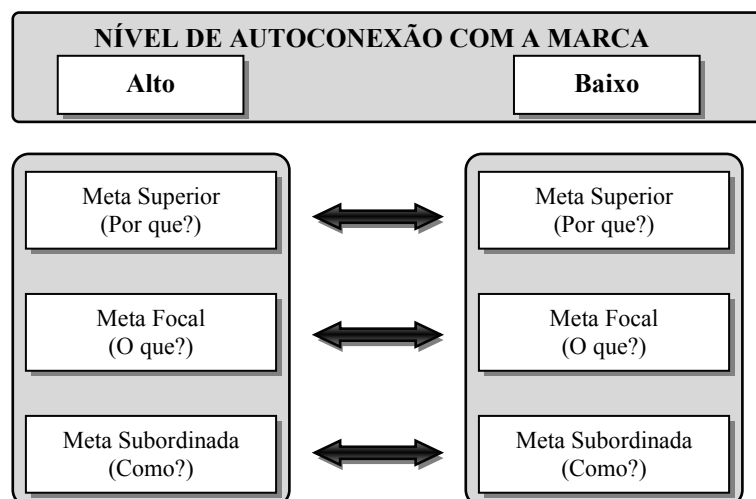 NÍVEL DE AUTOCONEXÃO COM A MARCA
Alto
Baixo
Meta Superior
(Por que?)
Meta Superior
(Por que?)
Meta Focal
(O que?)
Meta Focal
(O que?)
Meta Subordinada
(Como?)
Meta Subordinada
(Como?)